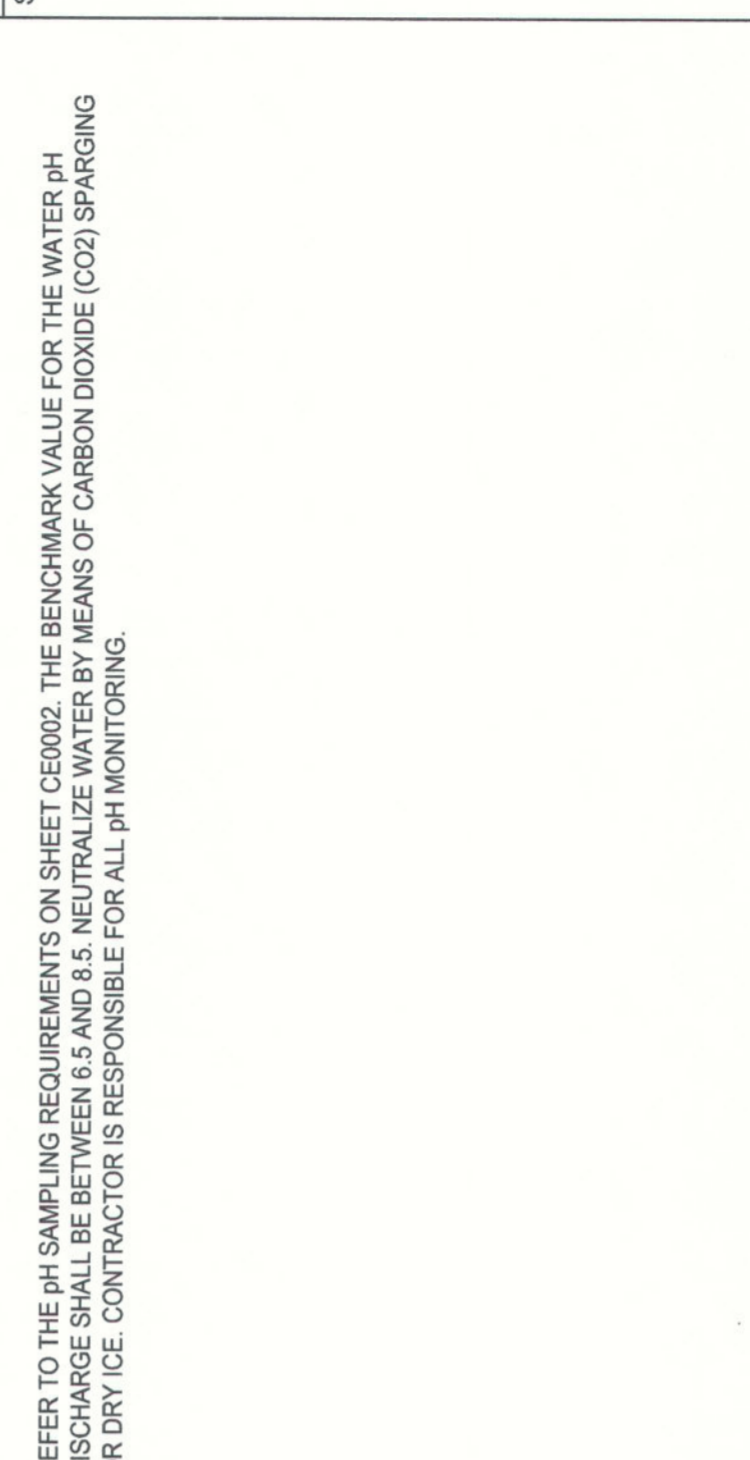 EFER TO THE pH SAMPLING REQUIREMENTS ON SHEET CE0002. THE BENCHMARK VALUE FOR THE WATER pH
ISCHARGE SHALL BE BETWEEN 6.5 AND 8.5. NEUTRALIZE WATER BY MEANS OF CARBON DIOXIDE (CO2) SPARGING
R DRY ICE. CONTRACTOR IS RESPONSIBLE FOR ALL pH MONITORING.